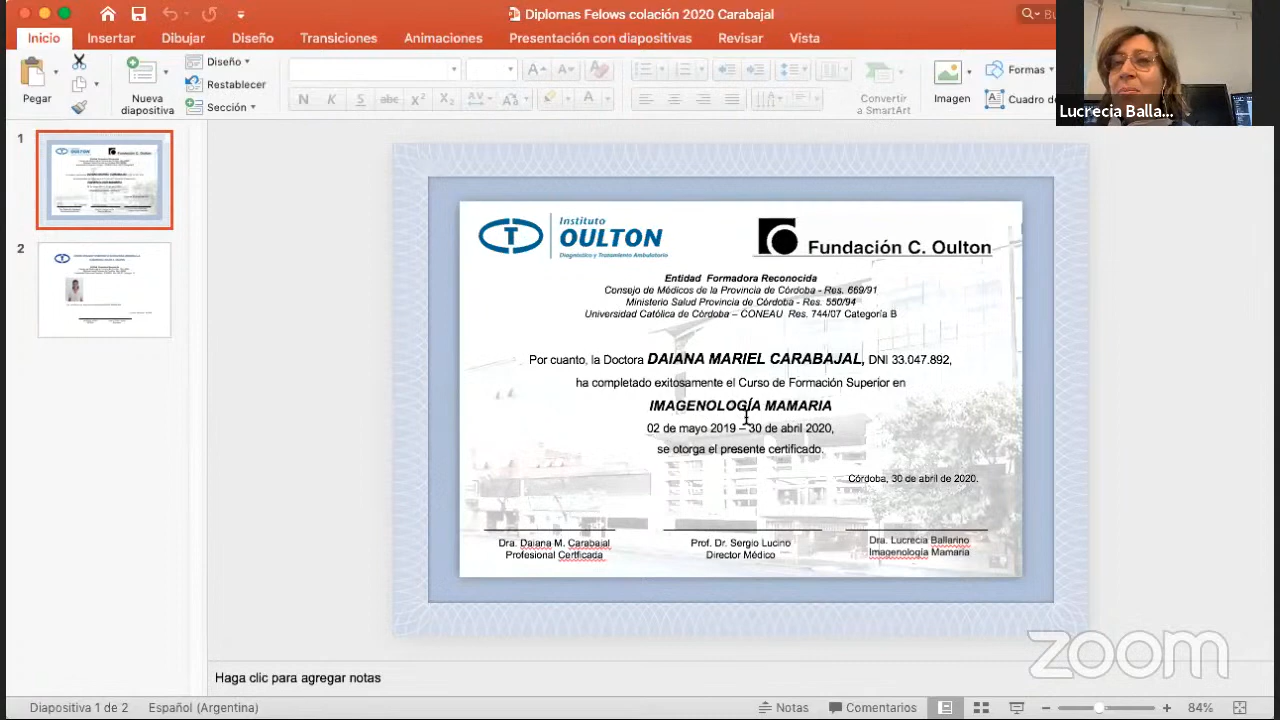 Diplomas Felows colación 2020 Carabajal
Inicio
Insertar
Dibujar
Diseño
Transiciones
Animaciones
Presentación con diapositivas
Revisar
Vista
Pegar
Nueva
diapositiva
Diseño
Restablecer
Sección
N K S abc X² X₂
Convertir
a SmartArt
Imagen
Formas
Cuadro de
Lucrecia Balla...
1
2
Instituto
OULTON
Diagnóstico y Tratamiento Ambulatorio
Fundación C. Oulton
Entidad Formadora Reconocida
Consejo de Médicos de la Provincia de Córdoba - Res. 669/91
Ministerio Salud Provincia de Córdoba - Res. 550/94
Universidad Católica de Córdoba – CONEAU Res. 744/07 Categoría B
Por cuanto, la Doctora DAIANA MARIEL CARABAJAL, DNI 33.047.892,
ha completado exitosamente el Curso de Formación Superior en
IMAGENOLOGÍA MAMARIA
02 de mayo 2019 – 30 de abril 2020,
se otorga el presente certificado.
Córdoba, 30 de abril de 2020.
Dra. Daiana M. Carabajal
Profesional Certficada
Prof. Dr. Sergio Lucino
Director Médico
Dra. Lucrecia Ballarino
Imagenología Mamaria
zoom
Haga clic para agregar notas
Diapositiva 1 de 2
Español (Argentina)
Notas
Comentarios
84%